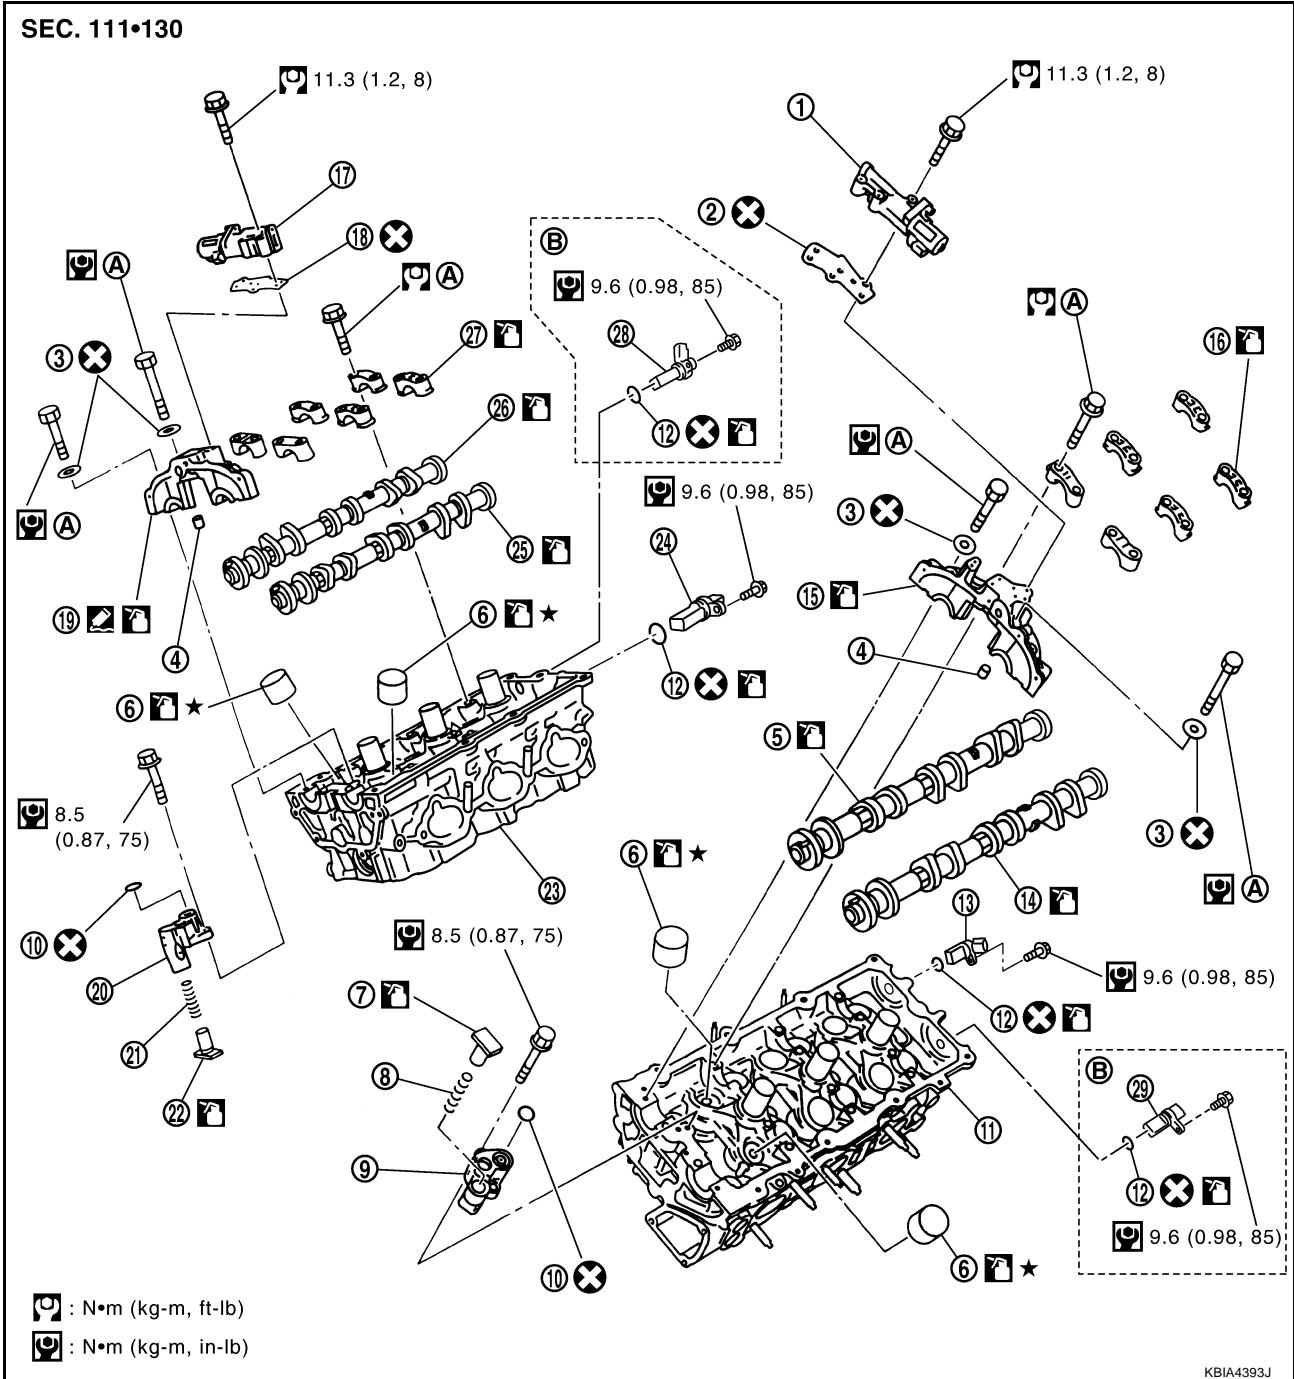 SEC. 111•130
11.3 (1.2, 8)
11.3 (1.2, 8)
1
17
2
18
B
A
A
9.6 (0.98, 85)
A
3
27
28
16
26
12
A
A
9.6 (0.98, 85)
3
24
25
15
19
6 ★
4
4
12
6 ★
5
8.5
(0.87, 75)
3
6 ★
23
14
13
A
10
8.5 (0.87, 75)
20
7
9.6 (0.98, 85)
12
21
8
B
29
22
11
9
12
9.6 (0.98, 85)
10
6 ★
: N•m (kg-m, ft-lb)
: N•m (kg-m, in-lb)
KBIA4393J